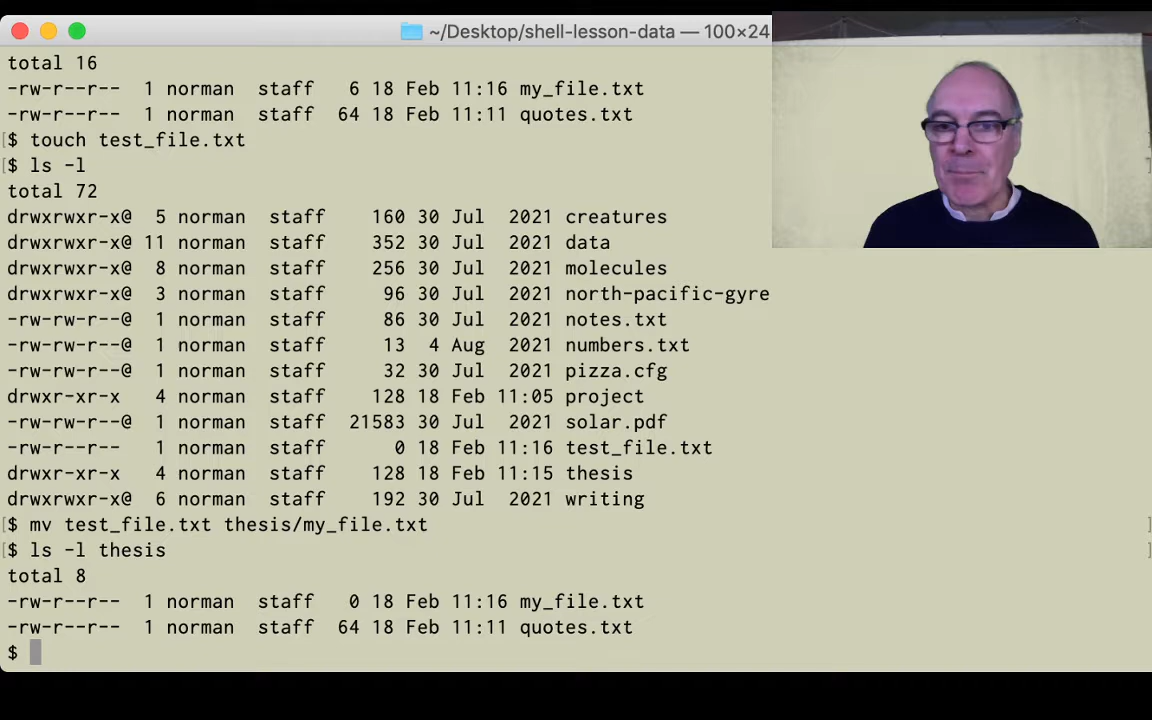 ~/Desktop/shell-lesson-data — 100×24
total 16
-rw-r--r--  1 norman  staff   6 18 Feb 11:16 my_file.txt
-rw-r--r--  1 norman  staff  64 18 Feb 11:11 quotes.txt
[$ touch test_file.txt ]
[$ ls -l ]
total 72
drwxrwxr-x@  5 norman  staff    160 30 Jul  2021 creatures
drwxrwxr-x@ 11 norman  staff    352 30 Jul  2021 data
drwxrwxr-x@  8 norman  staff    256 30 Jul  2021 molecules
drwxrwxr-x@  3 norman  staff     96 30 Jul  2021 north-pacific-gyre
-rw-rw-r--@  1 norman  staff     86 30 Jul  2021 notes.txt
-rw-rw-r--@  1 norman  staff     13  4 Aug  2021 numbers.txt
-rw-rw-r--@  1 norman  staff     32 30 Jul  2021 pizza.cfg
drwxr-xr-x   4 norman  staff    128 18 Feb 11:05 project
-rw-rw-r--@  1 norman  staff  21583 30 Jul  2021 solar.pdf
-rw-r--r--   1 norman  staff      0 18 Feb 11:16 test_file.txt
drwxr-xr-x   4 norman  staff    128 18 Feb 11:15 thesis
drwxrwxr-x@  6 norman  staff    192 30 Jul  2021 writing
[$ mv test_file.txt thesis/my_file.txt ]
[$ ls -l thesis ]
total 8
-rw-r--r--  1 norman  staff   0 18 Feb 11:16 my_file.txt
-rw-r--r--  1 norman  staff  64 18 Feb 11:11 quotes.txt
$